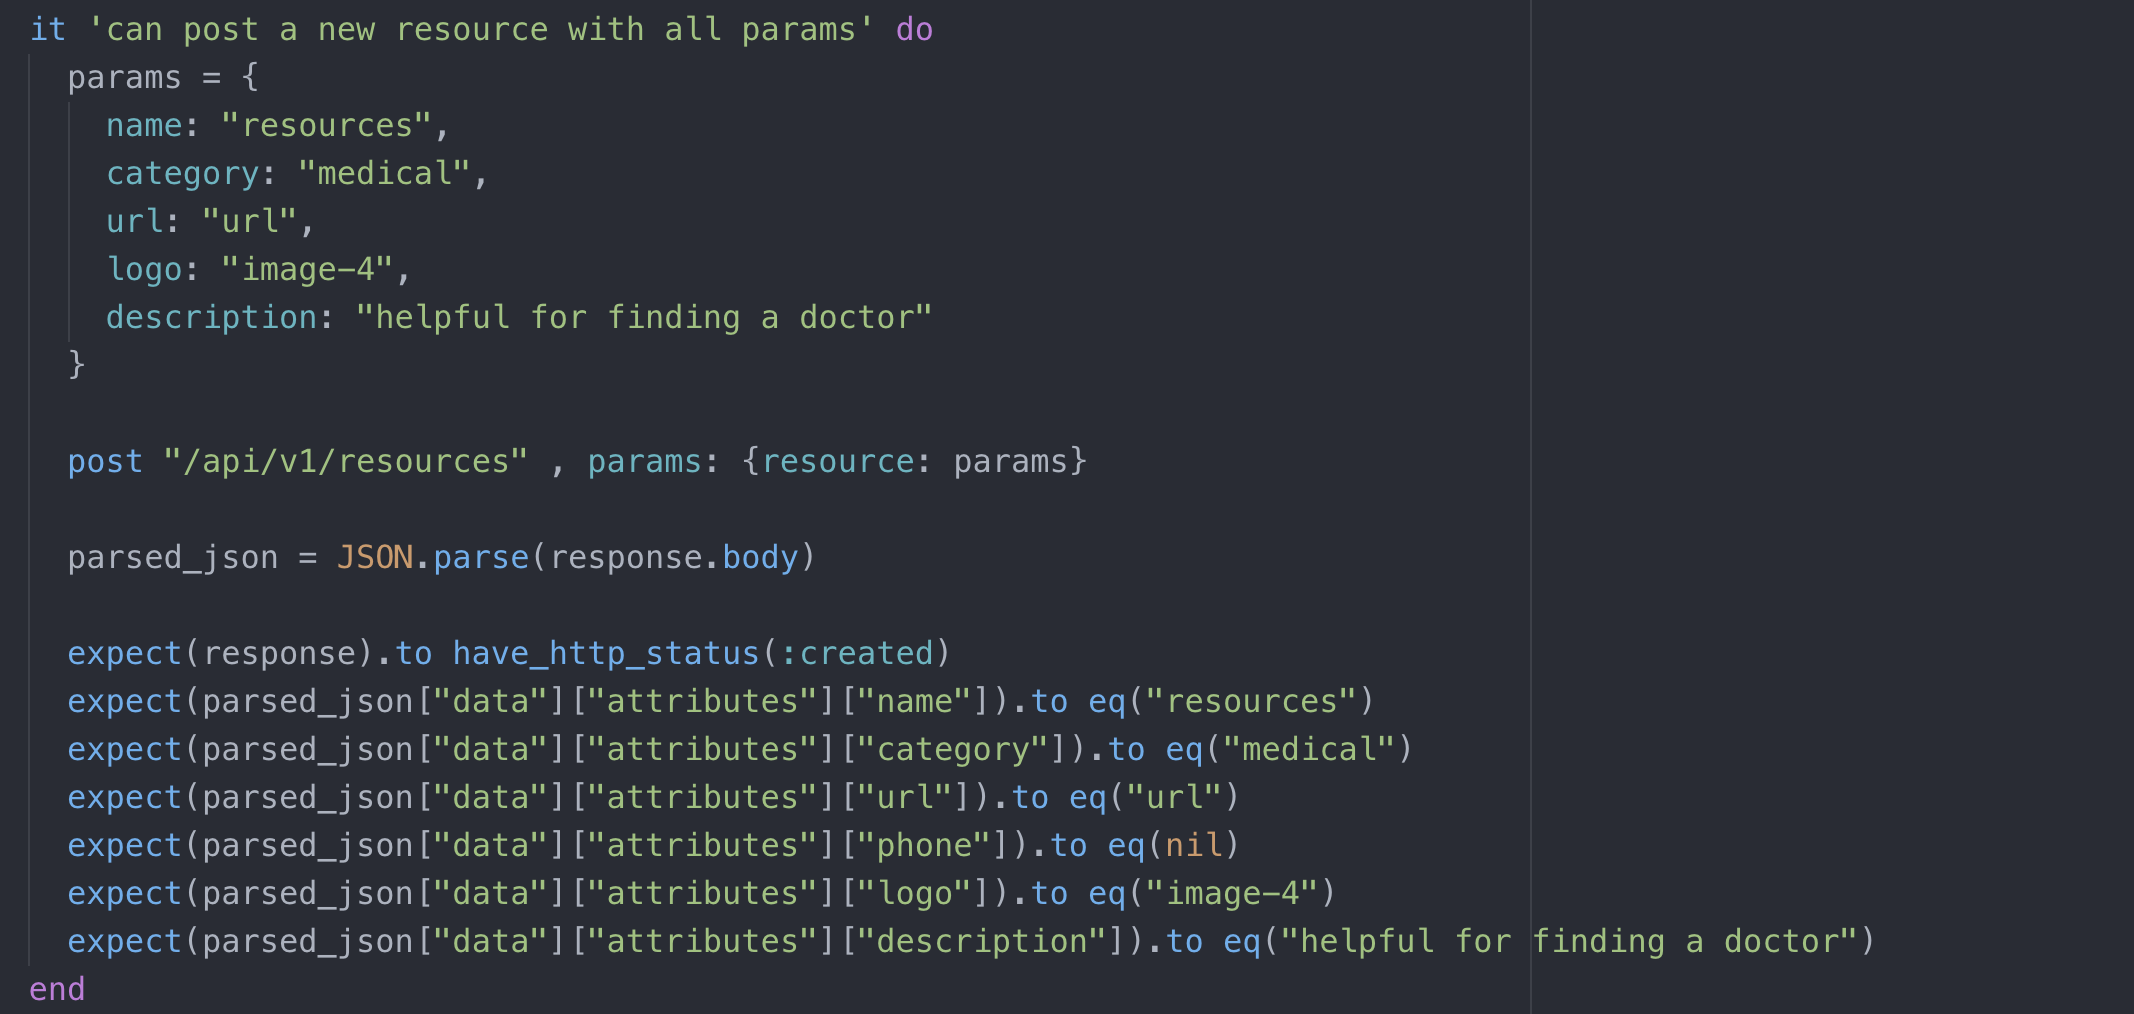 it 'can post a new resource with all params' do
  params = {
    name: "resources",
    category: "medical",
    url: "url",
    logo: "image-4",
    description: "helpful for finding a doctor"
  }
  post "/api/v1/resources" , params: {resource: params}
  parsed_json = JSON.parse(response.body)
  expect(response).to have_http_status(:created)
  expect(parsed_json["data"]["attributes"]["name"]).to eq("resources")
  expect(parsed_json["data"]["attributes"]["category"]).to eq("medical")
  expect(parsed_json["data"]["attributes"]["url"]).to eq("url")
  expect(parsed_json["data"]["attributes"]["phone"]).to eq(nil)
  expect(parsed_json["data"]["attributes"]["logo"]).to eq("image-4")
  expect(parsed_json["data"]["attributes"]["description"]).to eq("helpful for finding a doctor")
end